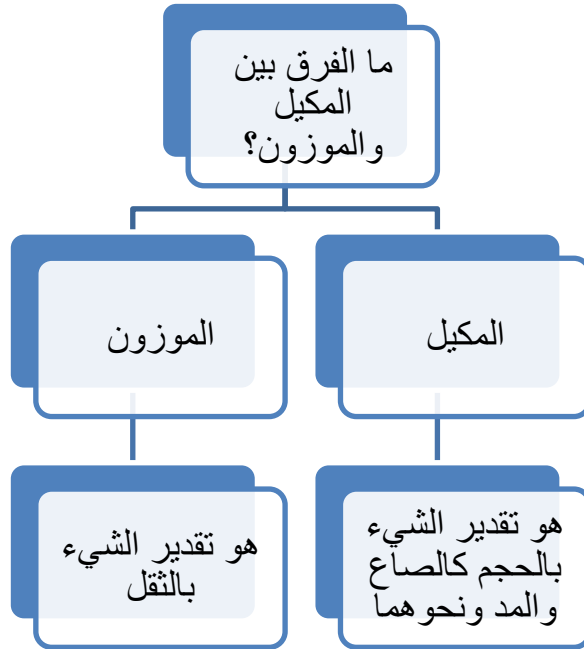 ما الفرق بين
المكيل
والموزون؟
المكيل
الموزون
هو تقدير الشيء
بالحجم كالصاع
والمد ونحوهما
هو تقدير الشيء
بالثقل